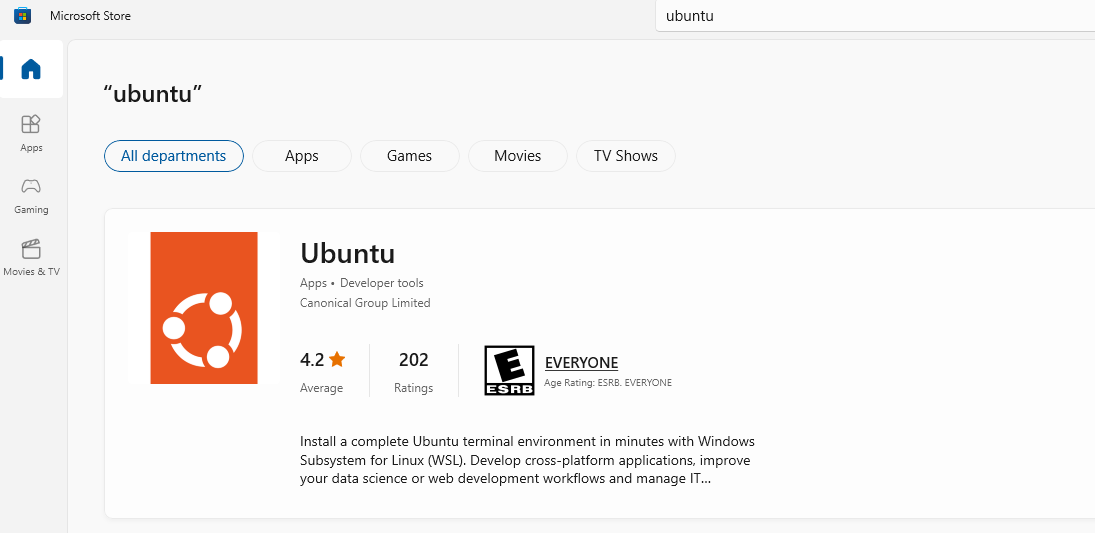 Microsoft Store
ubuntu
“ubuntu”
All departments
Apps
Games
Movies
TV Shows
Apps
Gaming
Movies & TV
Ubuntu
Apps • Developer tools
Canonical Group Limited
4.2
202
Average
Ratings
E
ESRB
EVERYONE
Age Rating: ESRB. EVERYONE
Install a complete Ubuntu terminal environment in minutes with Windows
Subsystem for Linux (WSL). Develop cross-platform applications, improve
your data science or web development workflows and manage IT...